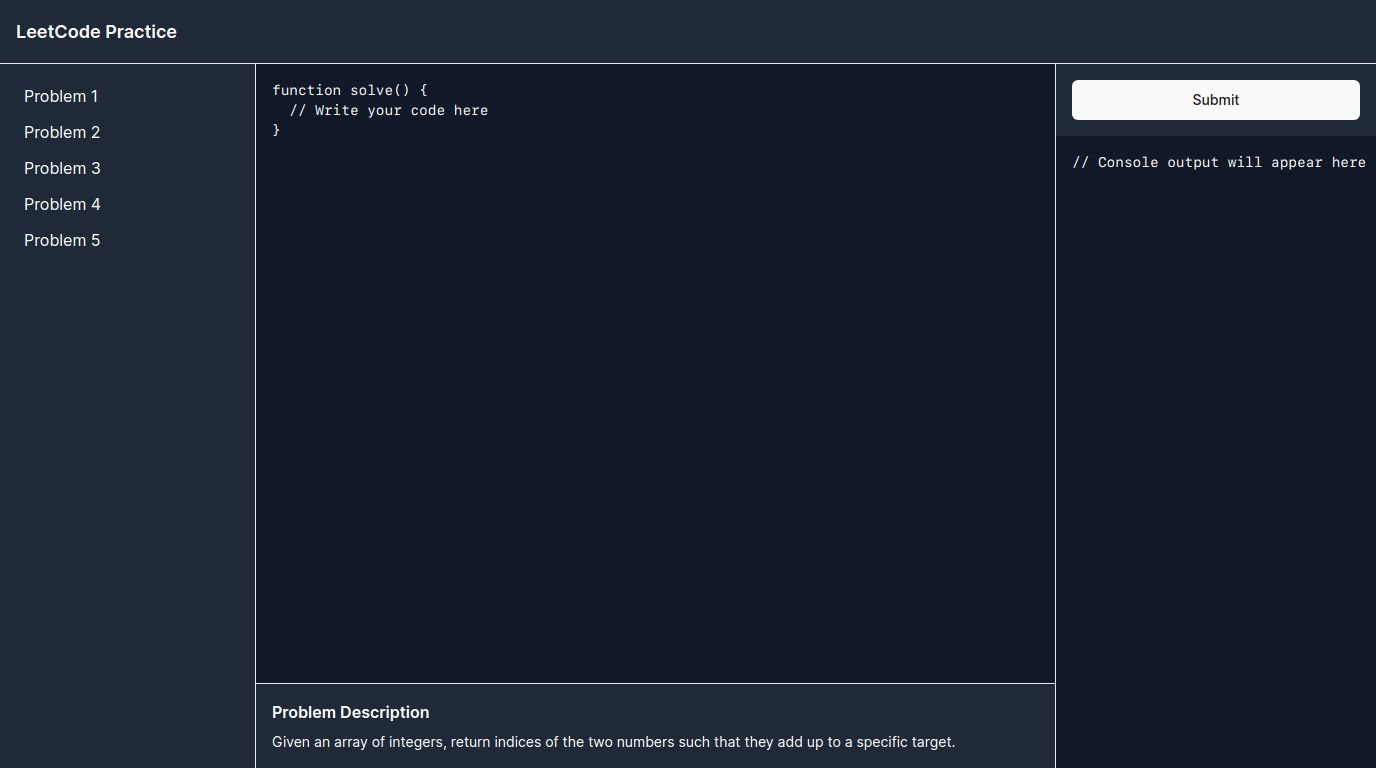 LeetCode Practice
Problem 1
Problem 2
Problem 3
Problem 4
Problem 5
function solve() {
  // Write your code here
}
Problem Description
Given an array of integers, return indices of the two numbers such that they add up to a specific target.
Submit
// Console output will appear here